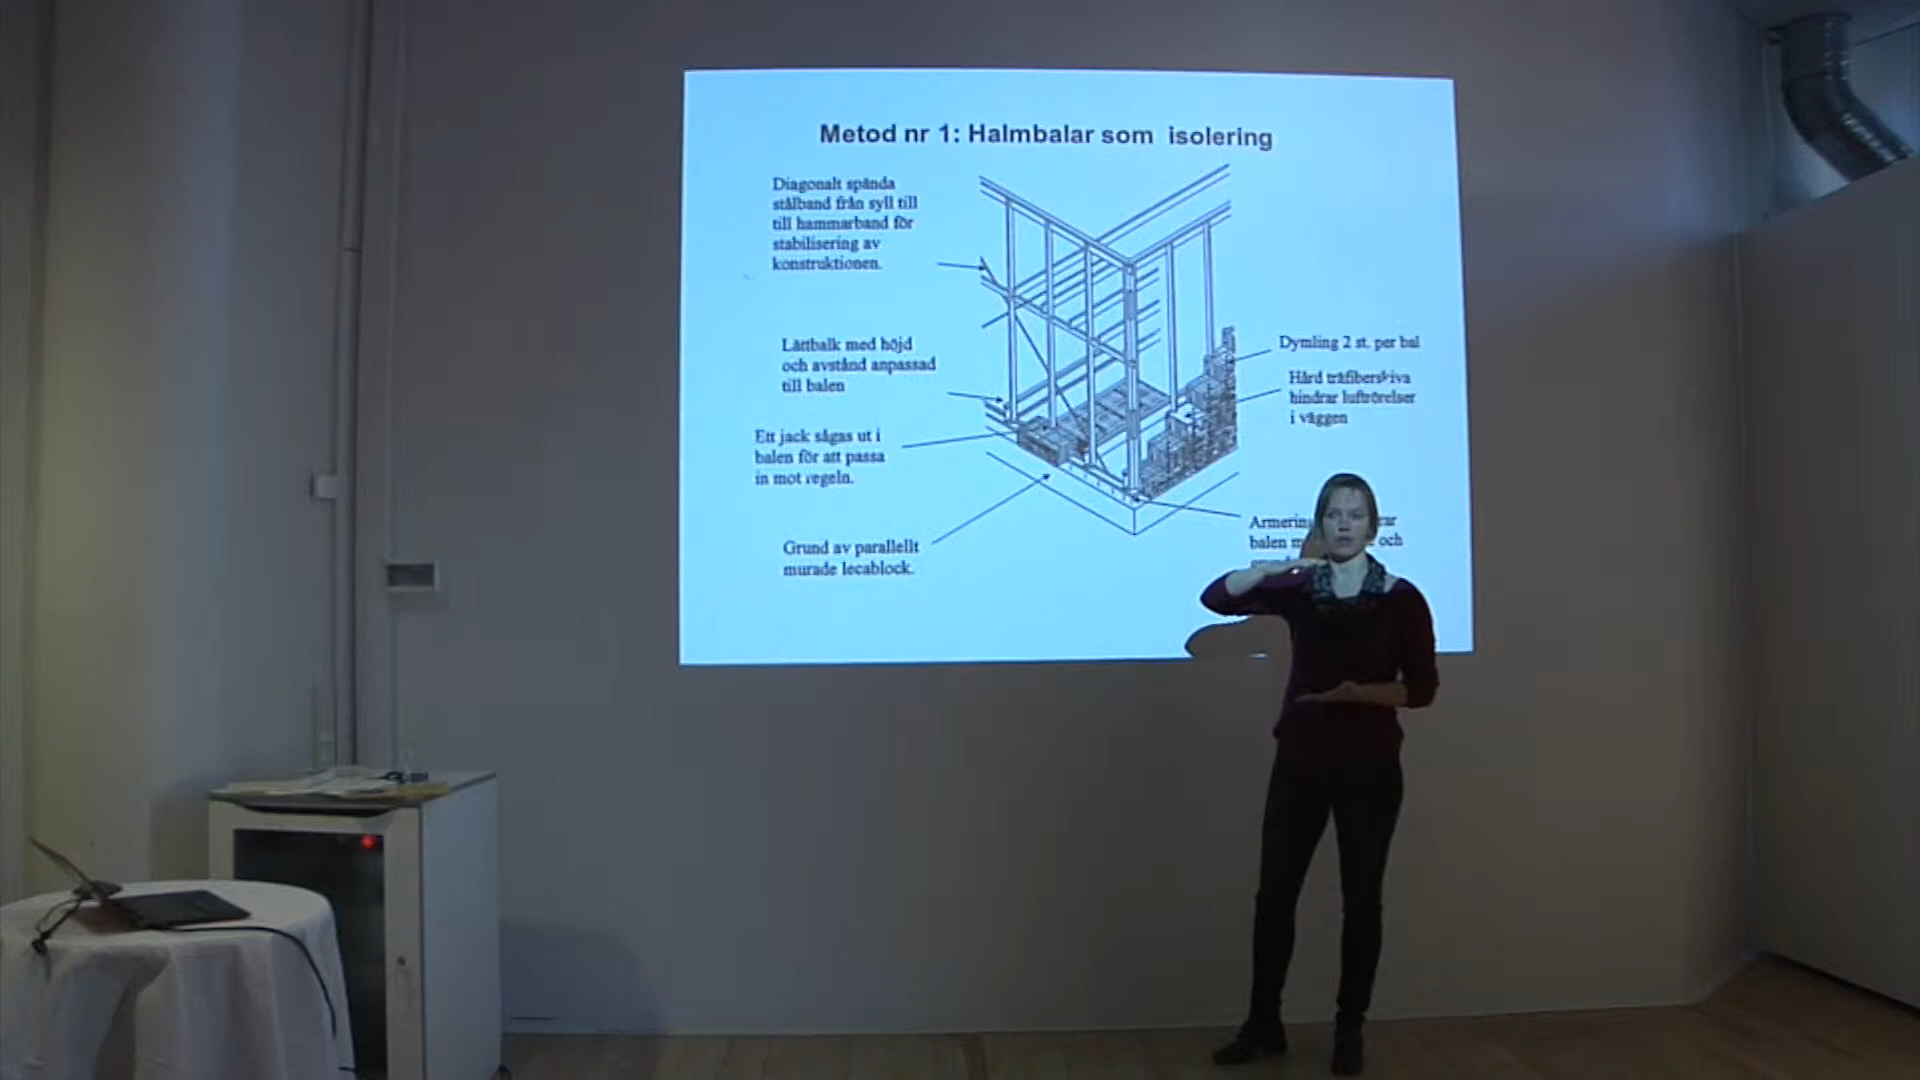 Metod nr 1: Halmbalar som isolering
Diagonalt spända
stålband från syll till
till hammarband för
stabilisering av
konstruktionen.
Lättbalk med höjd
och avstånd anpassad
till balen
Ett jack sågas ut i
balen för att passa
in mot regeln.
Grund av parallellt
murade lecablock.
Dymling 2 st. per bal
Hård träfiberskiva
hindrar luftrörelser
i väggen
balen
och